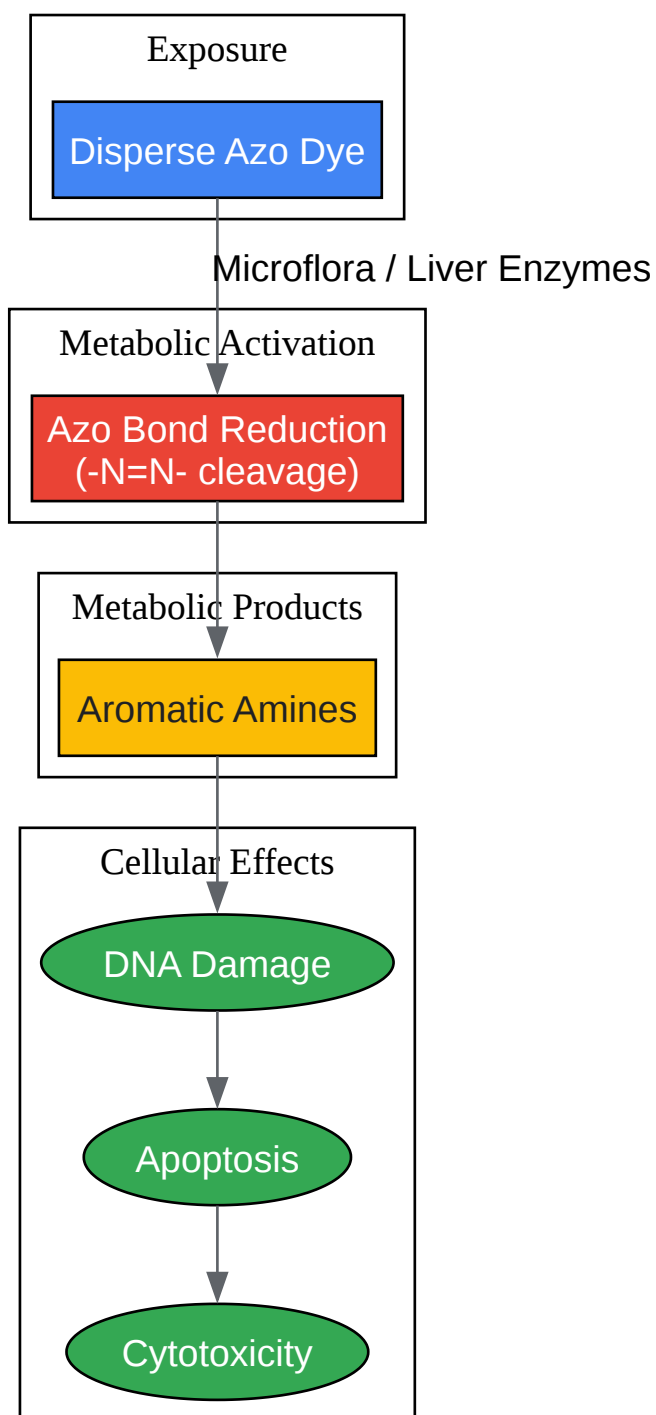 Exposure
Disperse Azo Dye
Microflora / Liver Enzymes
Metabolic Activation
Azo Bond Reduction
(-N=N- cleavage)
Metabolic Products
Aromatic Amines
Cellular Effects
DNA Damage
Apoptosis
Cytotoxicity